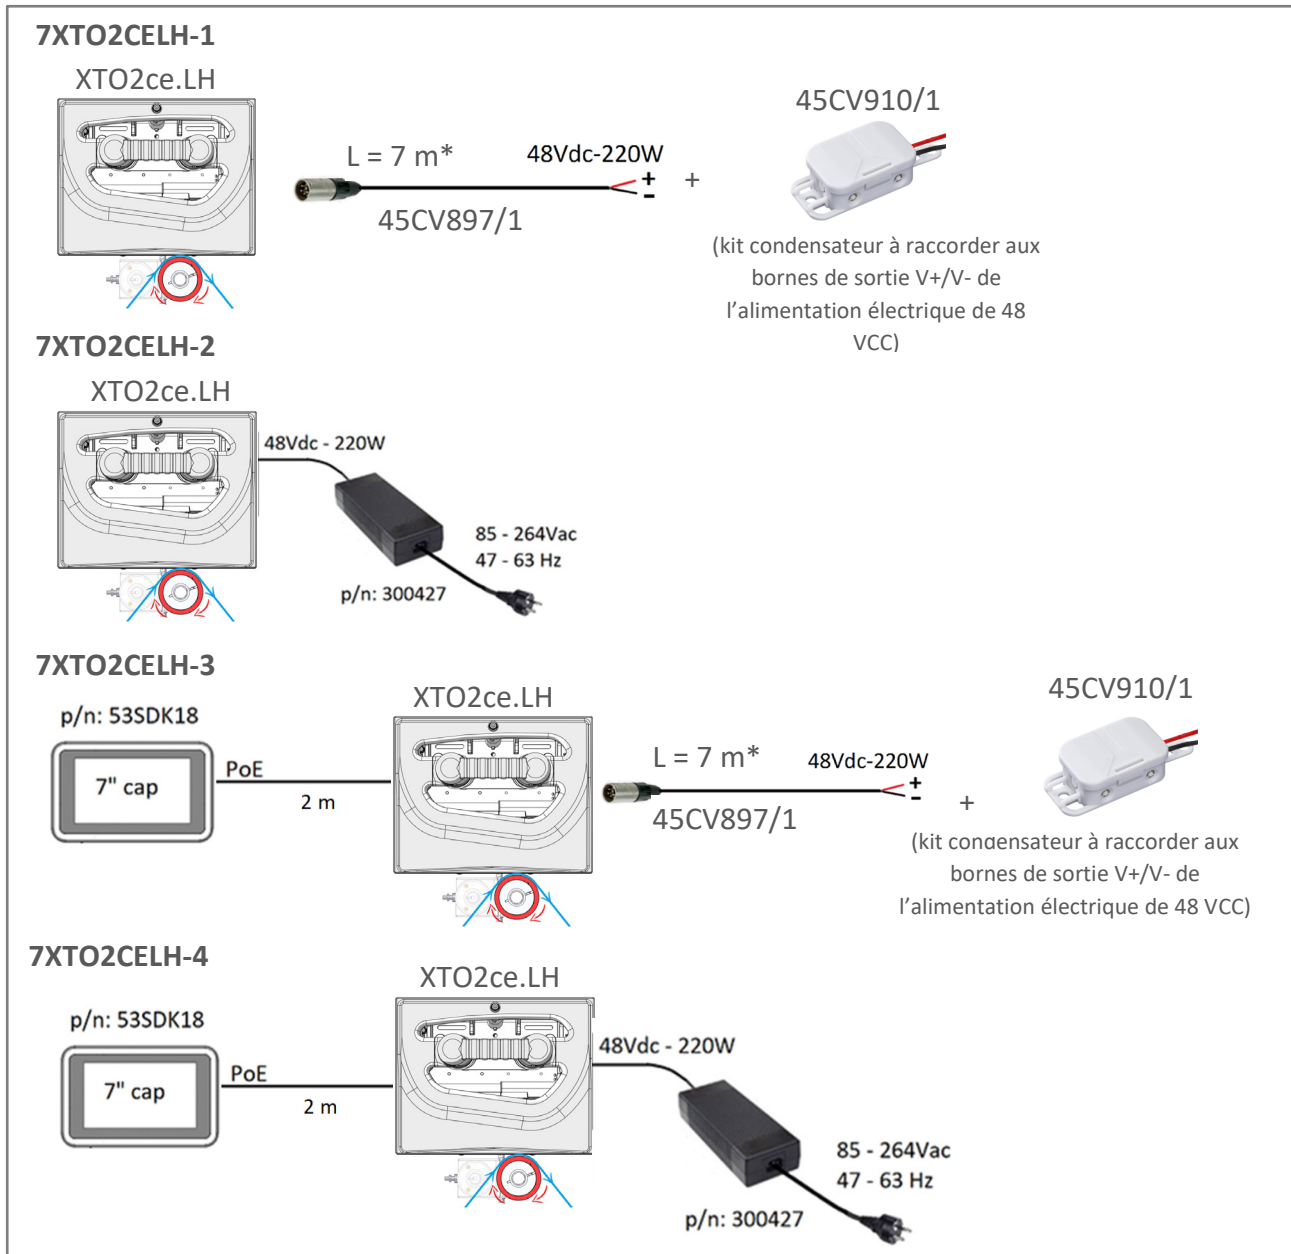 7XTO2CELH-1
XTO2ce.LH
45CV910/1
L = 7 m*
48Vdc-220W
+
-
+
45CV897/1
(kit condensateur à raccorder aux
bornes de sortie V+/V- de
l'alimentation électrique de 48
VCC)
7XTO2CELH-2
XTO2ce.LH
48Vdc - 220W
85 - 264Vac
47 - 63 Hz
p/n: 300427
7XTO2CELH-3
p/n: 53SDK18
XTO2ce.LH
45CV910/1
7" cap
PoE
2 m
L = 7 m*
48Vdc-220W
+
-
+
45CV897/1
(kit condensateur à raccorder aux
bornes de sortie V+/V- de
l'alimentation électrique de 48 VCC)
7XTO2CELH-4
XTO2ce.LH
p/n: 53SDK18
7" cap
PoE
2 m
48Vdc - 220W
85 - 264Vac
47 - 63 Hz
p/n: 300427